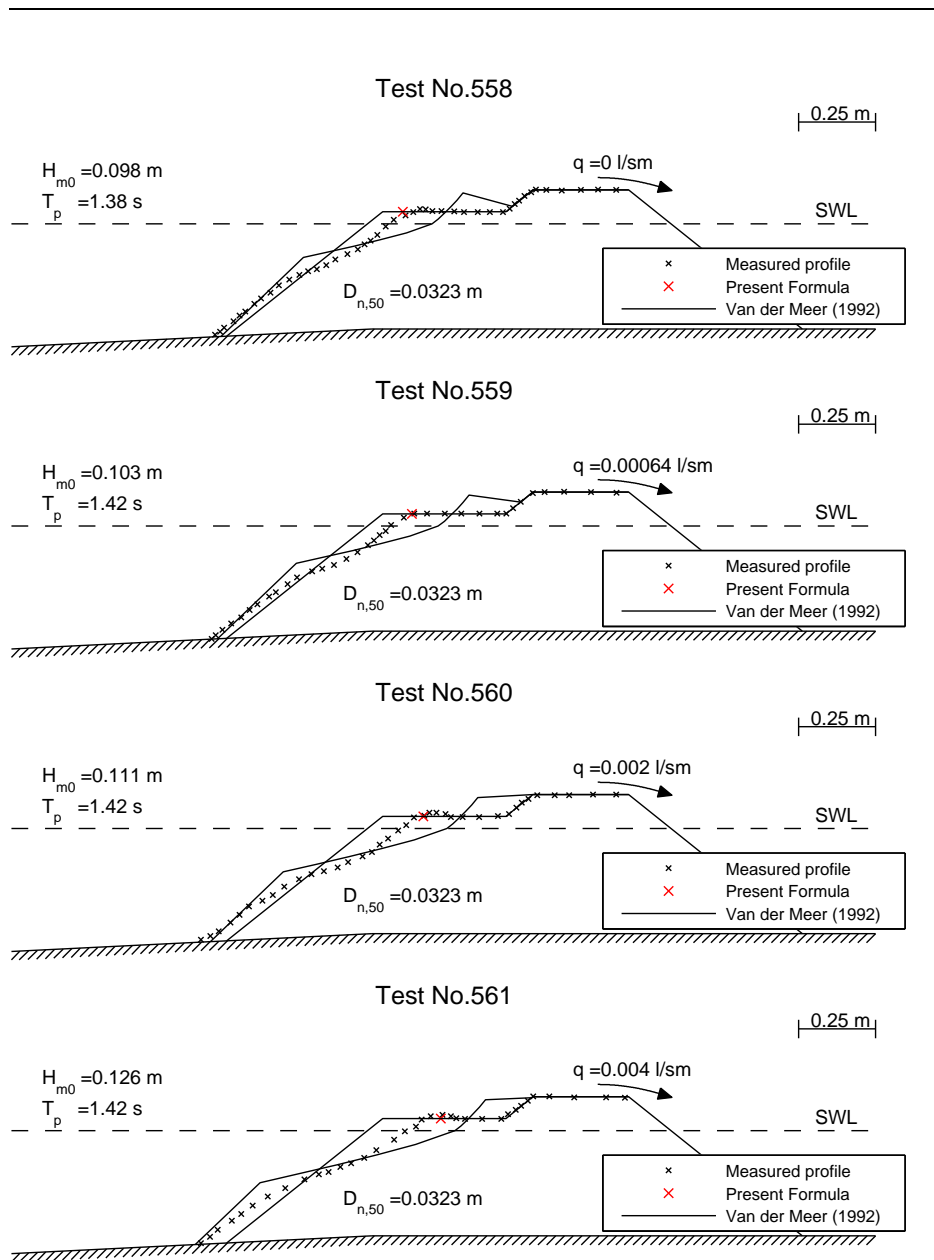 Test No.558
0.25 m
H_m0 =0.098 m
q =0 l/sm
T_p =1.38 s
SWL
D_n,50 =0.0323 m
Measured profile
Present Formula
Van der Meer (1992)
Test No.559
0.25 m
H_m0 =0.103 m
q =0.00064 l/sm
T_p =1.42 s
SWL
D_n,50 =0.0323 m
Measured profile
Present Formula
Van der Meer (1992)
Test No.560
0.25 m
H_m0 =0.111 m
q =0.002 l/sm
T_p =1.42 s
SWL
D_n,50 =0.0323 m
Measured profile
Present Formula
Van der Meer (1992)
Test No.561
0.25 m
H_m0 =0.126 m
q =0.004 l/sm
T_p =1.42 s
SWL
D_n,50 =0.0323 m
Measured profile
Present Formula
Van der Meer (1992)